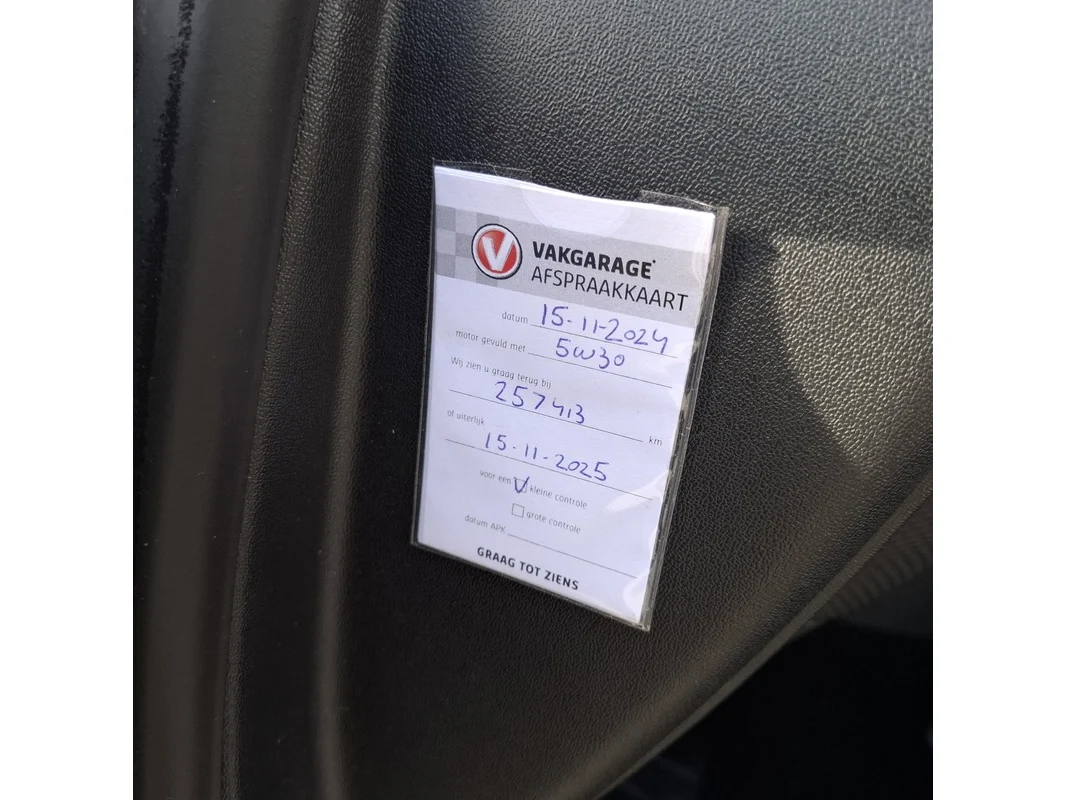 V
VAKGARAGE
AFSPRAAKKAART
datum 15-11-2024
motor gevuld met 5w30
Wij zien u graag terug bij
257413 km
of uiterlijk
15-11-2025
voor een V kleine controle
grote controle
datum APK
GRAAG TOT ZIENS